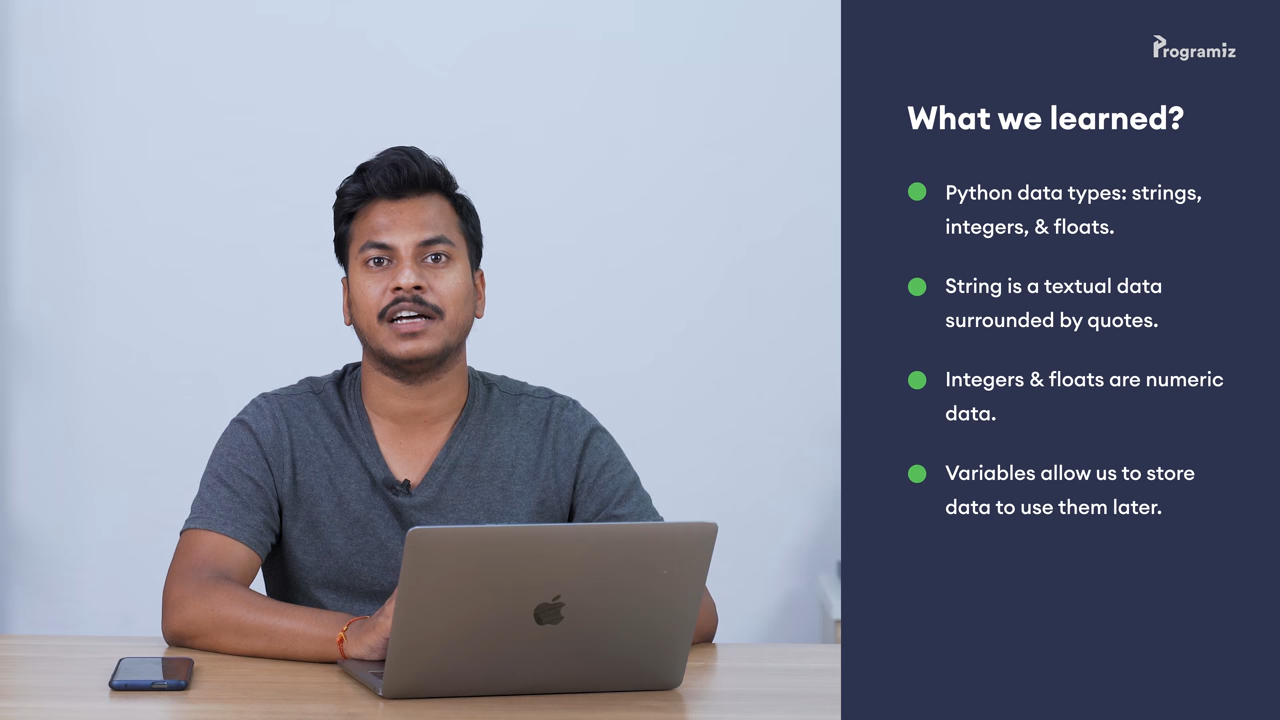 Programiz
What we learned?
Python data types: strings,
integers, & floats.
String is a textual data
surrounded by quotes.
Integers & floats are numeric
data.
Variables allow us to store
data to use them later.